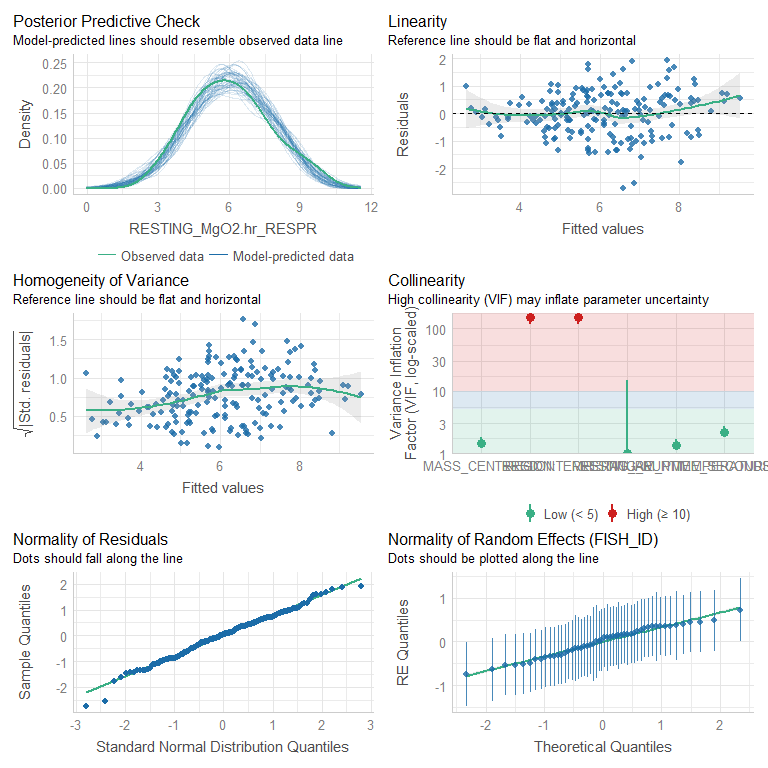 Posterior Predictive Check
Model-predicted lines should resemble observed data line
0.25
0.20
0.15
0.10
0.05
0.00
Density
0 3 6 9 12
RESTING_MgO2.hr_RESPR
Observed data Model-predicted data
Linearity
Reference line should be flat and horizontal
2
1
0
-2
Residuals
4 6 8
Fitted values
Homogeneity of Variance
Reference line should be flat and horizontal
1.5
1.0
0.5
√|Std. residuals|
4 6 8
Fitted values
Collinearity
High collinearity (VIF) may inflate parameter uncertainty
100
30
10
5
3
1
Variance Inflation
Factor (VIF, log-scaled)
Low (< 5) High (≥ 10)
Normality of Residuals
Dots should fall along the line
2
1
0
-1
-2
Sample Quantiles
-3 -2 -1 0 1 2 3
Standard Normal Distribution Quantiles
Normality of Random Effects (FISH_ID)
Dots should be plotted along the line
1
0
-1
RE Quantiles
-2 -1 0 1 2
Theoretical Quantiles